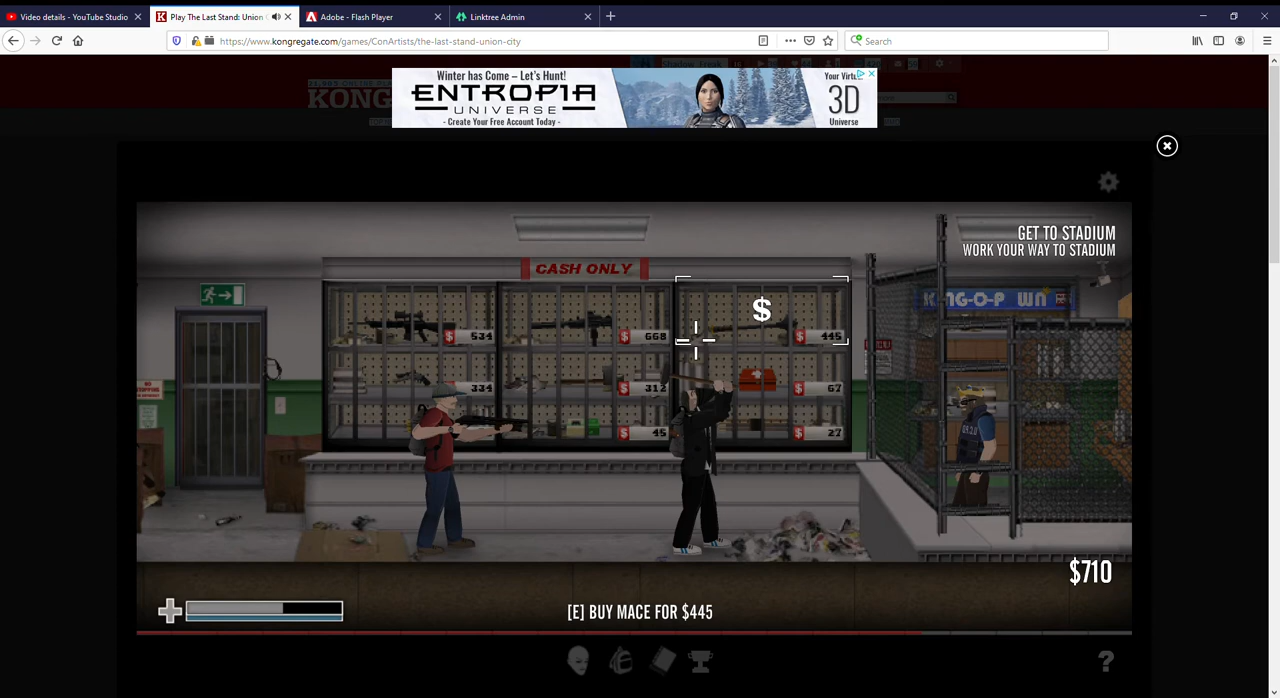 Video details - YouTube Studio
Play The Last Stand: Union
Adobe - Flash Player
Linktree Admin
https://www.kongregate.com/games/ConArtists/the-last-stand-union-city
Search
Shadow_Freak
KONG
Winter has Come – Let's Hunt!
ENTROPIA
UNIVERSE
- Create Your Free Account Today -
Your Virtu
3D
Universe
GET TO STADIUM
WORK YOUR WAY TO STADIUM
CASH ONLY
$
$ 534
$ 668
$ 445
$ 334
$ 312
$ 67
$ 45
$ 27
$710
[E] BUY MACE FOR $445
?